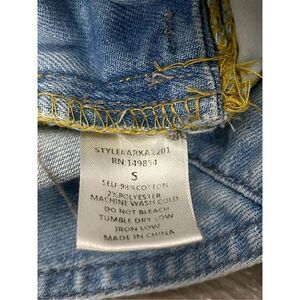 STYLE#ARKA2201
RN:149854
S
SELF:98%COTTON
2%POLYESTER
MACHINE WASH COLD
DO NOT BLEACH
TUMBLE DRY LOW
IRON LOW
MADE IN CHINA